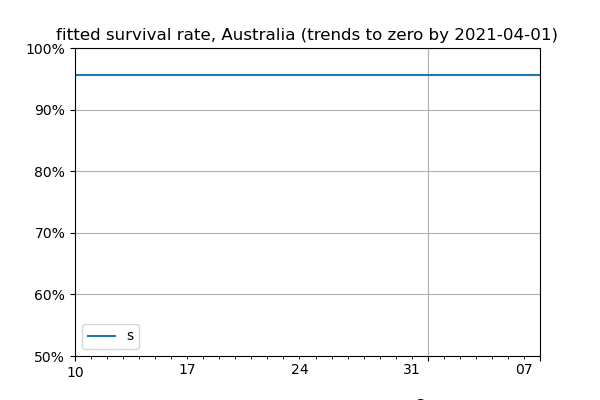 fitted survival rate, Australia (trends to zero by 2021-04-01)
100%
90%
80%
70%
60%
50%
s
10 17 24 31 07